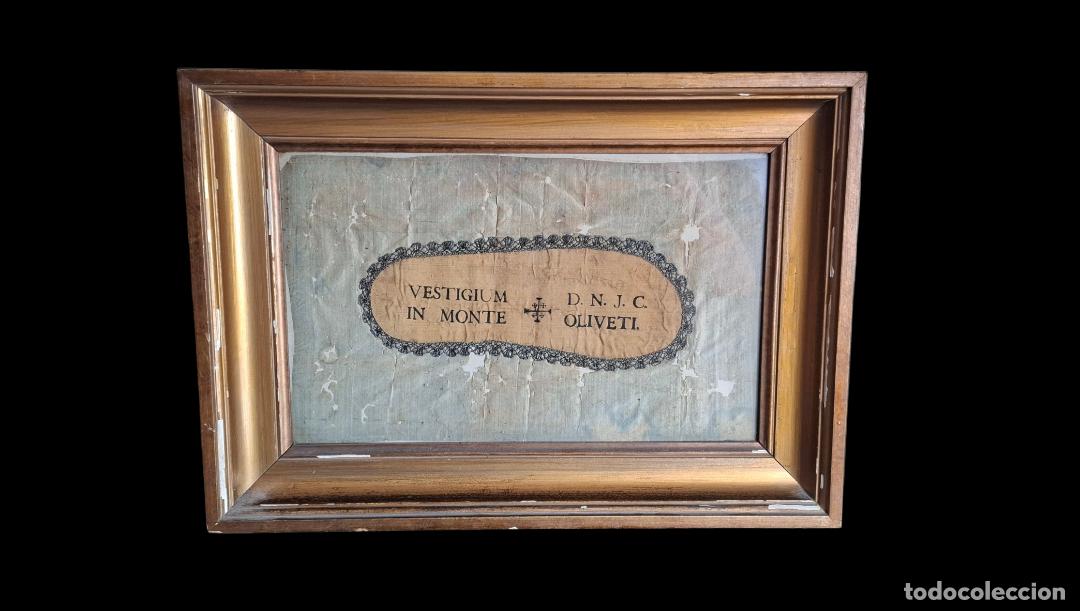 VESTIGIUM D. N. J. C.
IN MONTE OLIVETI.
todocoleccion